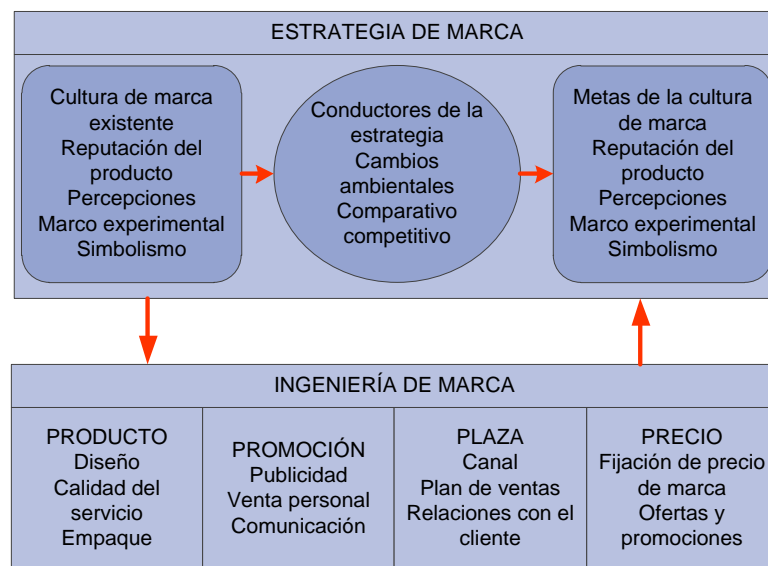 ESTRATEGIA DE MARCA
Cultura de marca
existente
Reputación del
producto
Percepciones
Marco experimental
Simbolismo
Conductores de la
estrategia
Cambios
ambientales
Comparativo
competitivo
Metas de la cultura
de marca
Reputación del
producto
Percepciones
Marco experimental
Simbolismo
INGENIERÍA DE MARCA
PRODUCTO
Diseño
Calidad del
servicio
Empaque
PROMOCIÓN
Publicidad
Venta personal
Comunicación
PLAZA
Canal
Plan de ventas
Relaciones con el
cliente
PRECIO
Fijación de precio
de marca
Ofertas y
promociones